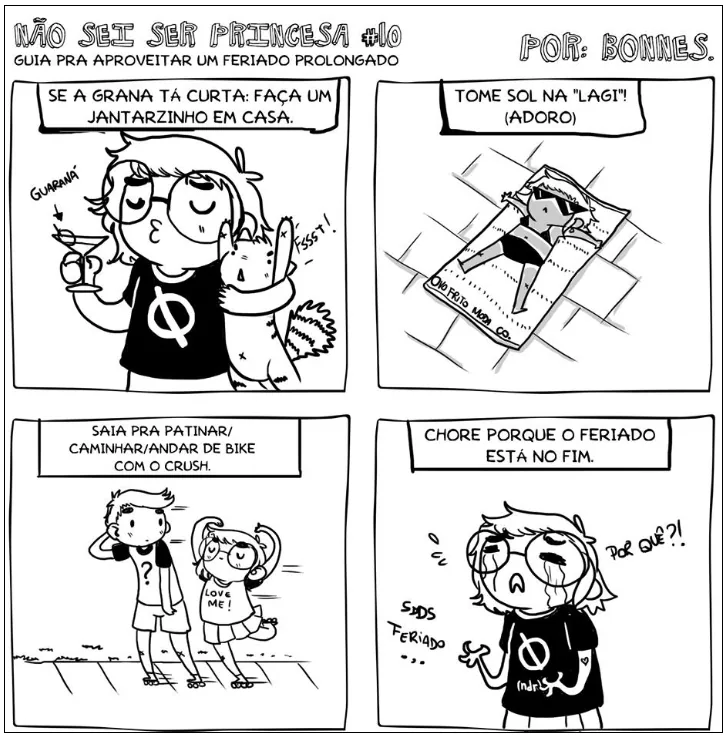 NÃO SEI SER PRINCESA #10
POR: BONNES.
GUIA PRA APROVEITAR UM FERIADO PROLONGADO
SE A GRANA TÁ CURTA: FAÇA UM
JANTARZINHO EM CASA.
GUARANÁ
FSSST!
TOME SOL NA "LAGI"!
(ADORO)
OVO FRITO MODA CO.
SAIA PRA PATINAR/
CAMINHAR/ANDAR DE BIKE
COM O CRUSH.
?
LOVE
ME!
CHORE PORQUE O FERIADO
ESTÁ NO FIM.
POR QUÊ?!
SDDS
FERIADO
...